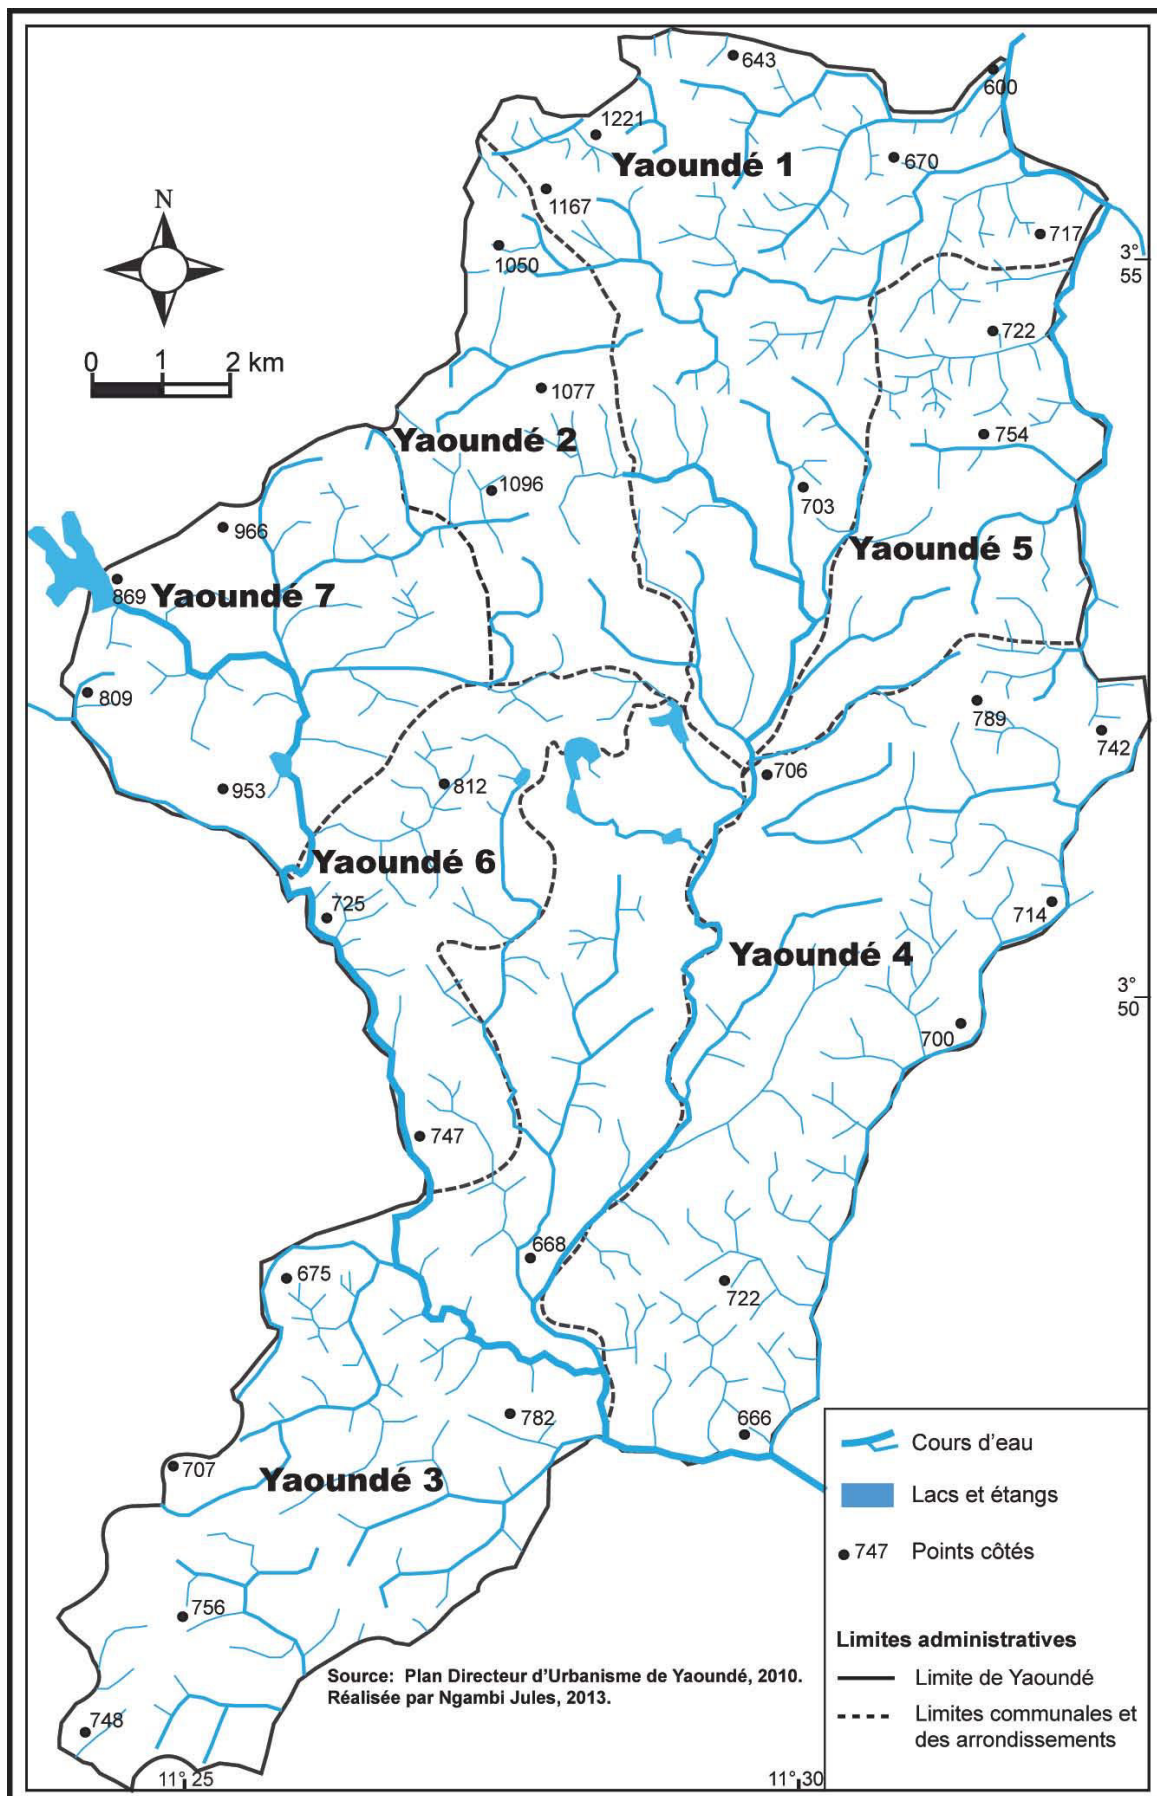 643
600
1221
Yaoundé 1
670
1167
717
1050
3°
55
N
722
0 1 2 km
1077
754
Yaoundé 2
1096
703
966
Yaoundé 5
869
Yaoundé 7
809
789
742
706
953
812
Yaoundé 6
725
714
Yaoundé 4
3°
50
700
747
668
675
722
782
666
707
Yaoundé 3
756
748
Cours d'eau
Lacs et étangs
747 Points côtés
Limites administratives
Limite de Yaoundé
Limites communales et
des arrondissements
Source: Plan Directeur d'Urbanisme de Yaoundé, 2010.
Réalisée par Ngambi Jules, 2013.
11° 25
11° 30